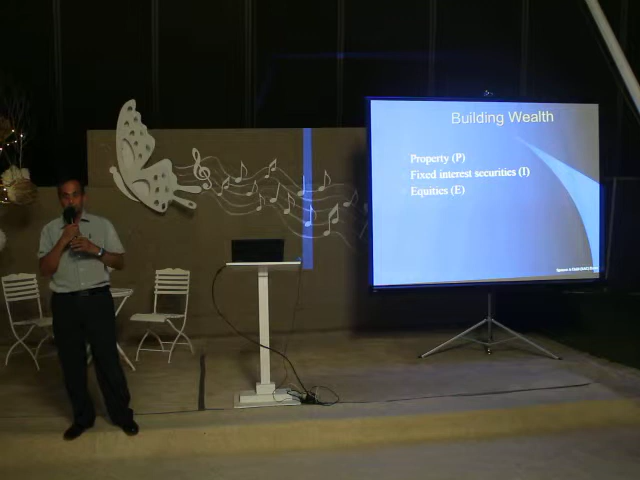 Building Wealth
Property (P)
Fixed interest securities (I)
Equities (E)